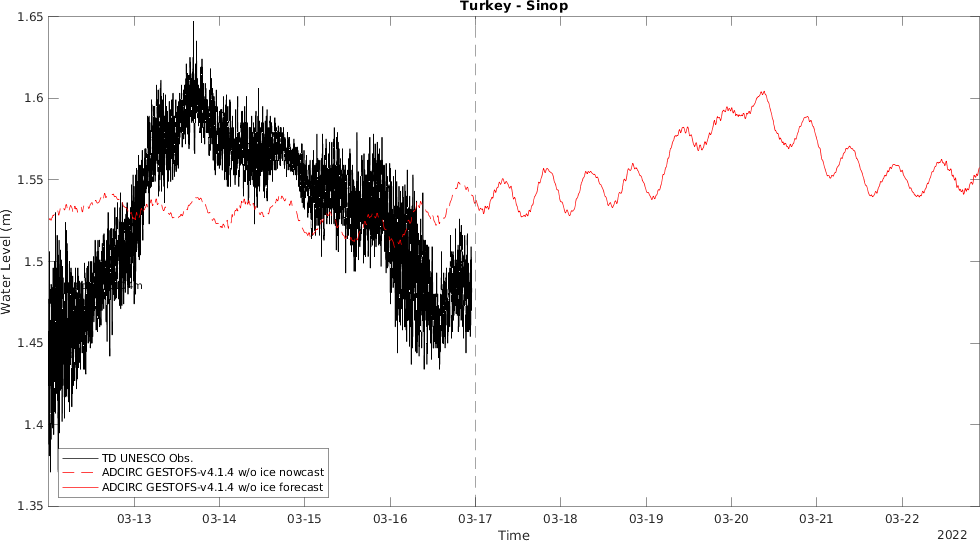 Turkey - Sinop
Water Level (m)
1.65
1.6
1.55
1.5
1.45
1.4
1.35
m
TD UNESCO Obs.
ADCIRC GESTOFS-v4.1.4 w/o ice nowcast
ADCIRC GESTOFS-v4.1.4 w/o ice forecast
03-13
03-14
03-15
03-16
03-17
03-18
03-19
03-20
03-21
03-22
Time
2022